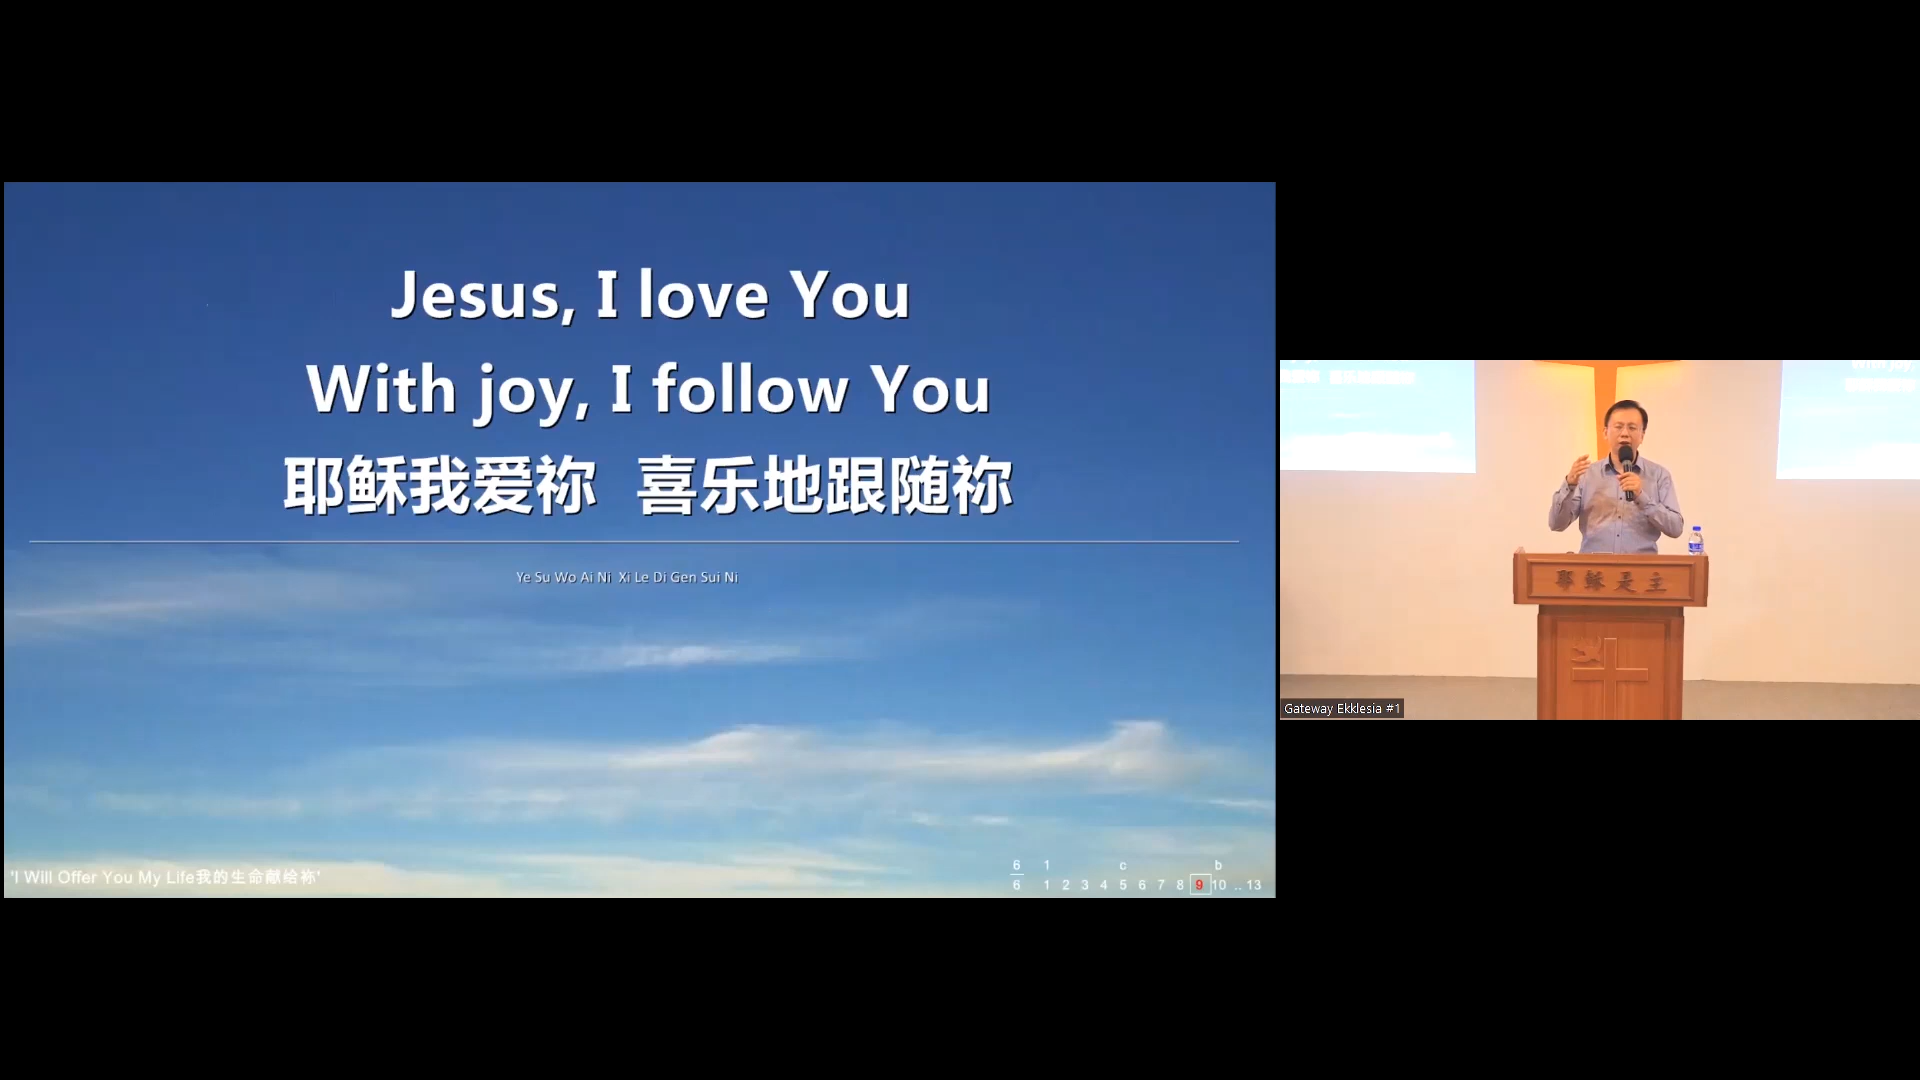 Jesus, I love You
With joy, I follow You
耶稣我爱祢 喜乐地跟随祢
Ye Su Wo Ai Ni Xi Le Di Gen Sui Ni
'I Will Offer You My Life我的生命献给祢'
6 1 c b
6 1 2 3 4 5 6 7 8 9 10 .. 13
With joy,
耶稣是主
Gateway Ekklesia #1